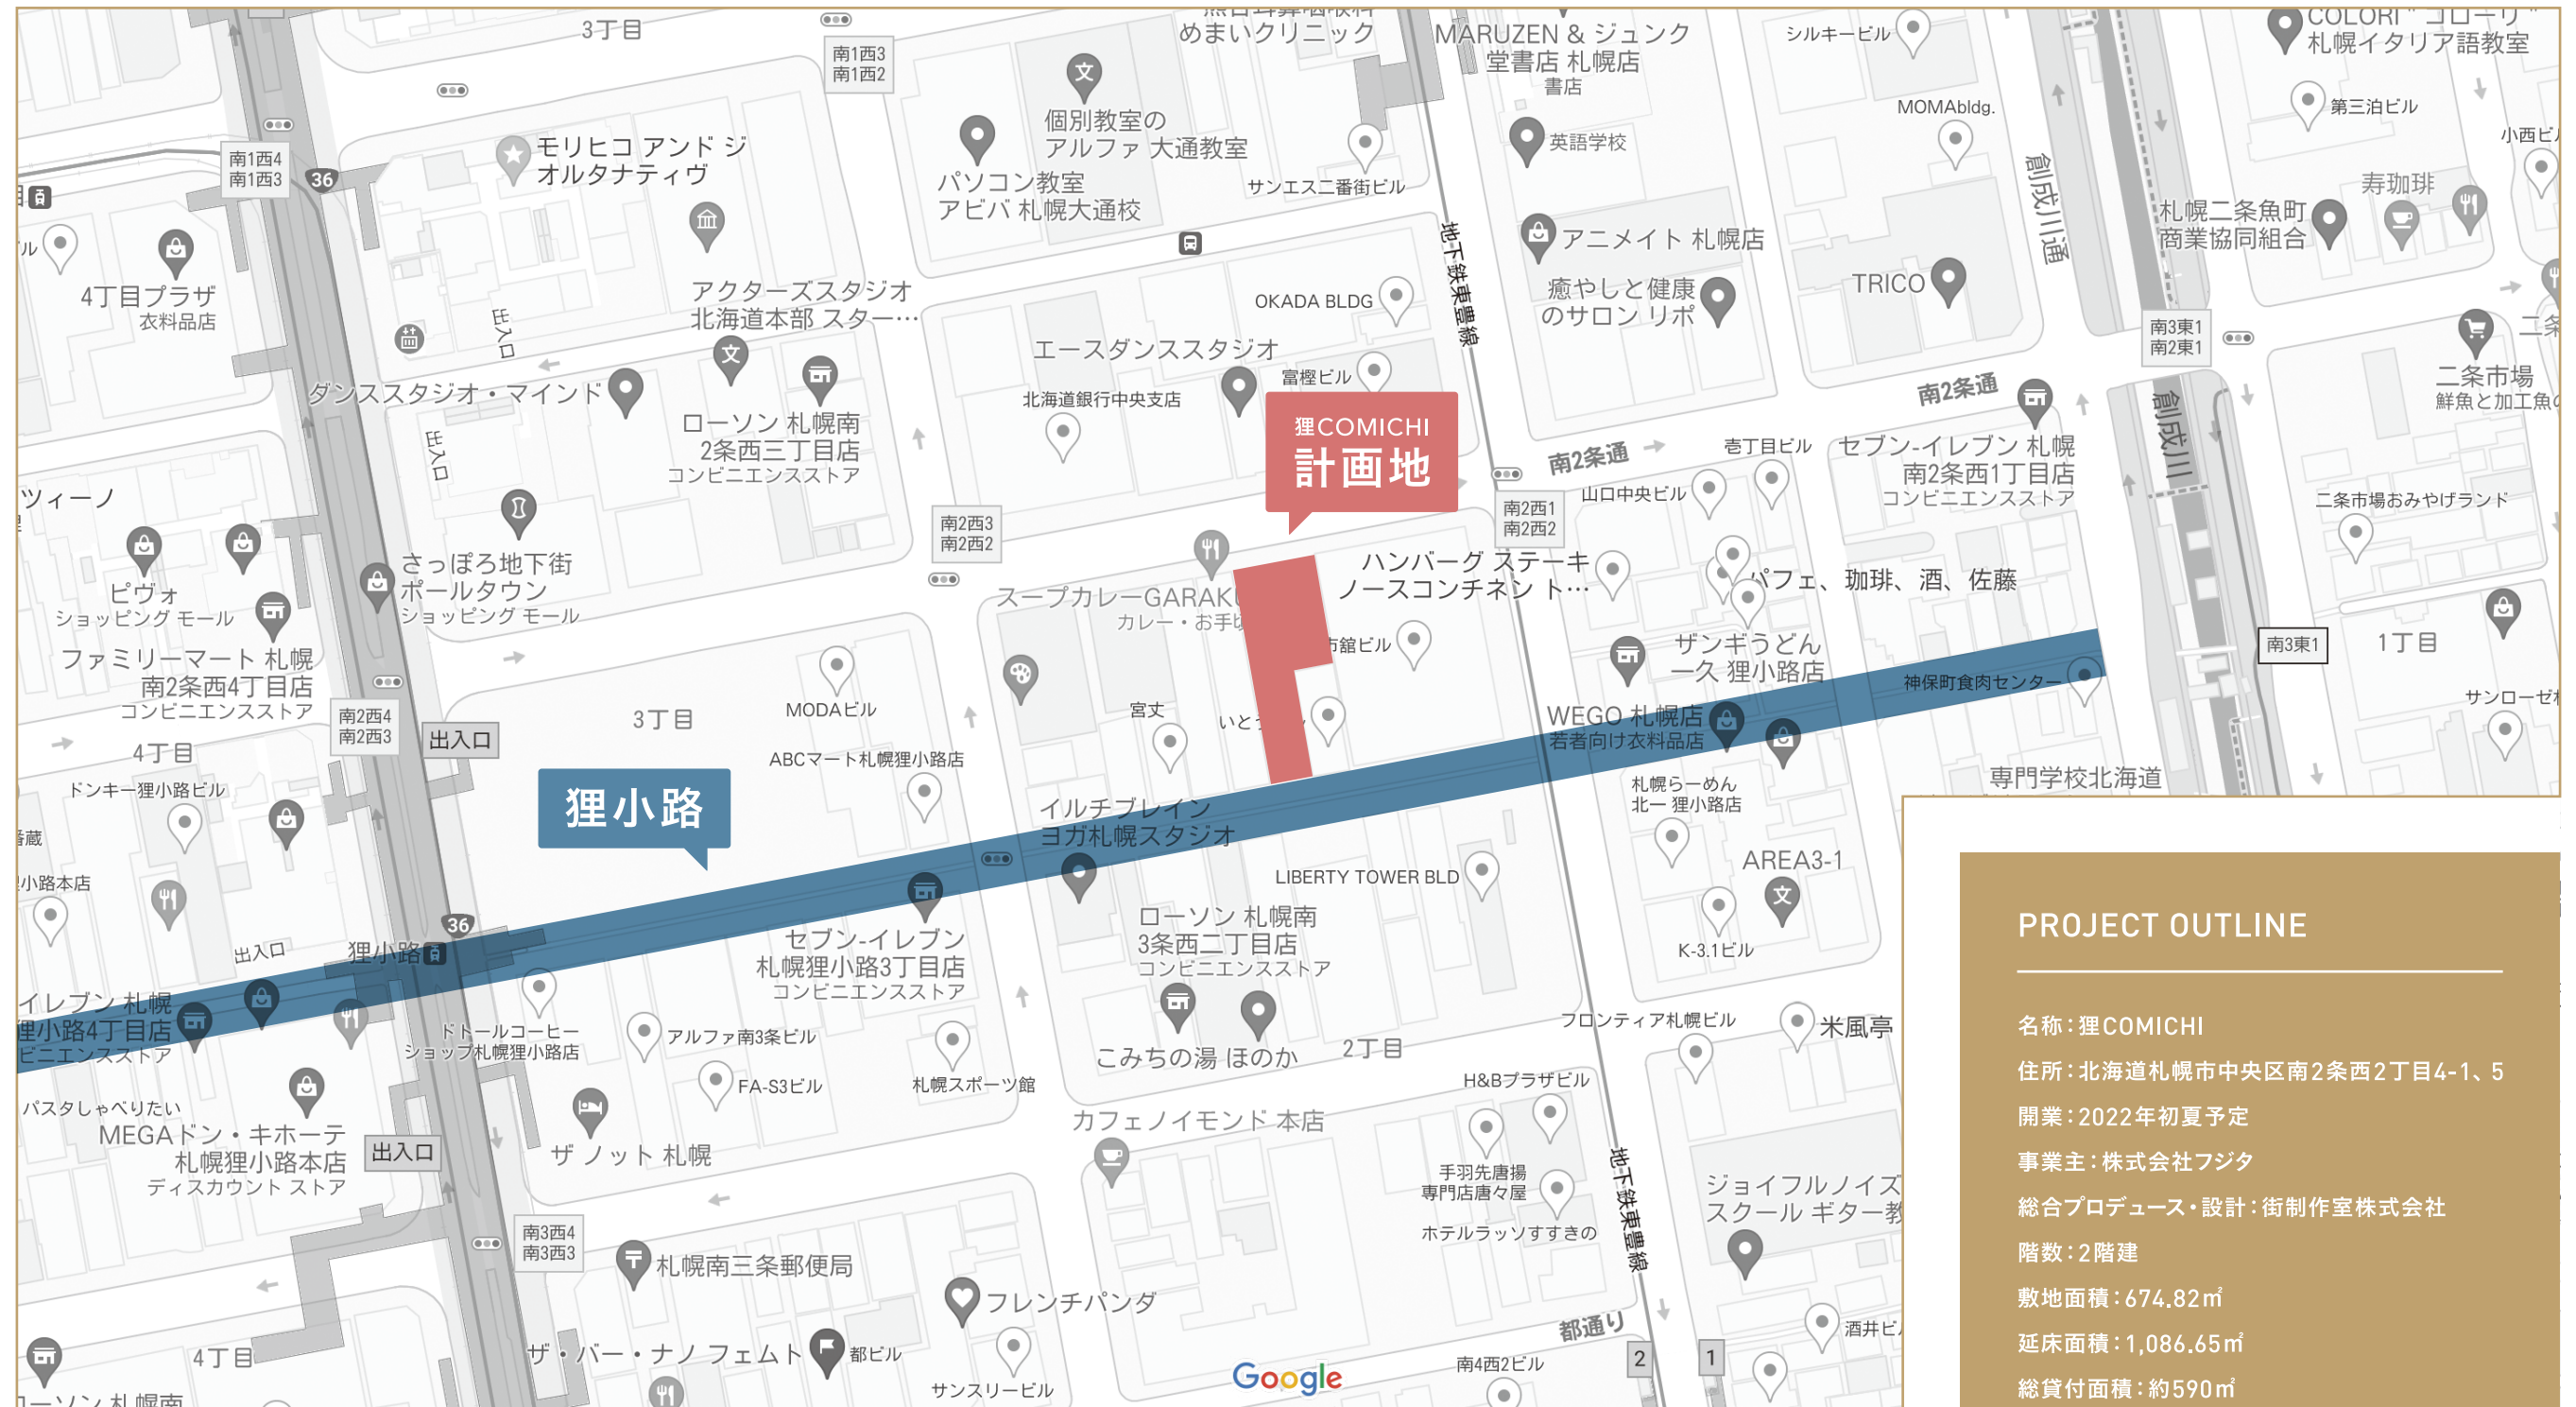 3丁目
南1西3
南1西2
めまいクリニック
MARUZEN & ジュンク
堂書店 札幌店
書店
シルキービル
COLORI " コローリ "
札幌イタリア語教室
MOMAbldg.
第三泊ビル
小西ビル
南1西4
南1西3
36
モリヒコ アンド ジ
オルタナティヴ
個別教室の
アルファ 大通教室
パソコン教室
アビバ 札幌大通校
サンエス二番街ビル
英語学校
創成川通
寿珈琲
札幌二条魚町
商業協同組合
地下鉄東豊線
アニメイト 札幌店
癒やしと健康
のサロン リポ
TRICO
4丁目プラザ
衣料品店
出入口
アクターズスタジオ
北海道本部 スター…
OKADA BLDG
エースダンススタジオ
富樫ビル
北海道銀行中央支店
ダンススタジオ・マインド
ローソン 札幌南
2条西三丁目店
コンビニエンスストア
出入口
狸COMICHI
計画地
南2条通
南2条通
壱丁目ビル
山口中央ビル
セブン-イレブン 札幌
南2条西1丁目店
コンビニエンスストア
南3東1
南2東1
創成川
二条市場
鮮魚と加工魚の
二条市場おみやげランド
ツィーノ
ピヴォ
ショッピング モール
さっぽろ地下街
ポールタウン
ショッピング モール
南2西3
南2西2
南2西1
南2西2
スープカレーGARAKU
カレー・お手頃
ハンバーグ ステーキ
ノースコンチネント…
パフェ、珈琲、酒、佐藤
ザンギうどん
一久 狸小路店
市舘ビル
南3東1
1丁目
サンローゼ
ファミリーマート 札幌
南2条西4丁目店
コンビニエンスストア
南2西4
南2西3
出入口
4丁目
3丁目
MODAビル
ABCマート札幌狸小路店
宮丈
WEGO 札幌店
若者向け衣料品店
神保町食肉センター
専門学校北海道
ドンキー狸小路ビル
番蔵
小路本店
狸小路
イルチブレイン
ヨガ札幌スタジオ
札幌らーめん
北一 狸小路店
AREA3-1
K-3.1ビル
LIBERTY TOWER BLD
ローソン 札幌南
3条西二丁目店
コンビニエンスストア
36
出入口
狸小路
セブン-イレブン
札幌狸小路3丁目店
コンビニエンスストア
イレブン 札幌
狸小路4丁目店
ビニエンスストア
ドトールコーヒー
ショップ札幌狸小路店
アルファ南3条ビル
FA-S3ビル
札幌スポーツ館
こみちの湯 ほのか
2丁目
フロンティア札幌ビル
米風亭
H&Bプラザビル
パスタしゃべりたい
MEGAドン・キホーテ
札幌狸小路本店
ディスカウント ストア
出入口
ザ ノット 札幌
カフェノイモンド 本店
手羽先唐揚
専門店唐々屋
ホテルラッソすすきの
地下鉄東豊線
ジョイフルノイズ
スクール ギター教
南3西4
南3西3
札幌南三条郵便局
フレンチパンダ
都通り
酒井ビル
4丁目
ザ・バー・ナノ フェムト
都ビル
サンスリービル
Google
南4西2ビル
2
1
ローソン 札幌南
PROJECT OUTLINE
名称：狸COMICHI
住所：北海道札幌市中央区南2条西2丁目4-1、5
開業：2022年初夏予定
事業主：株式会社フジタ
総合プロデュース・設計：街制作室株式会社
階数：2階建
敷地面積：674.82㎡
延床面積：1,086.65㎡
総貸付面積：約590㎡